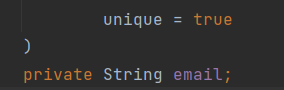 unique = true
)
private String email;